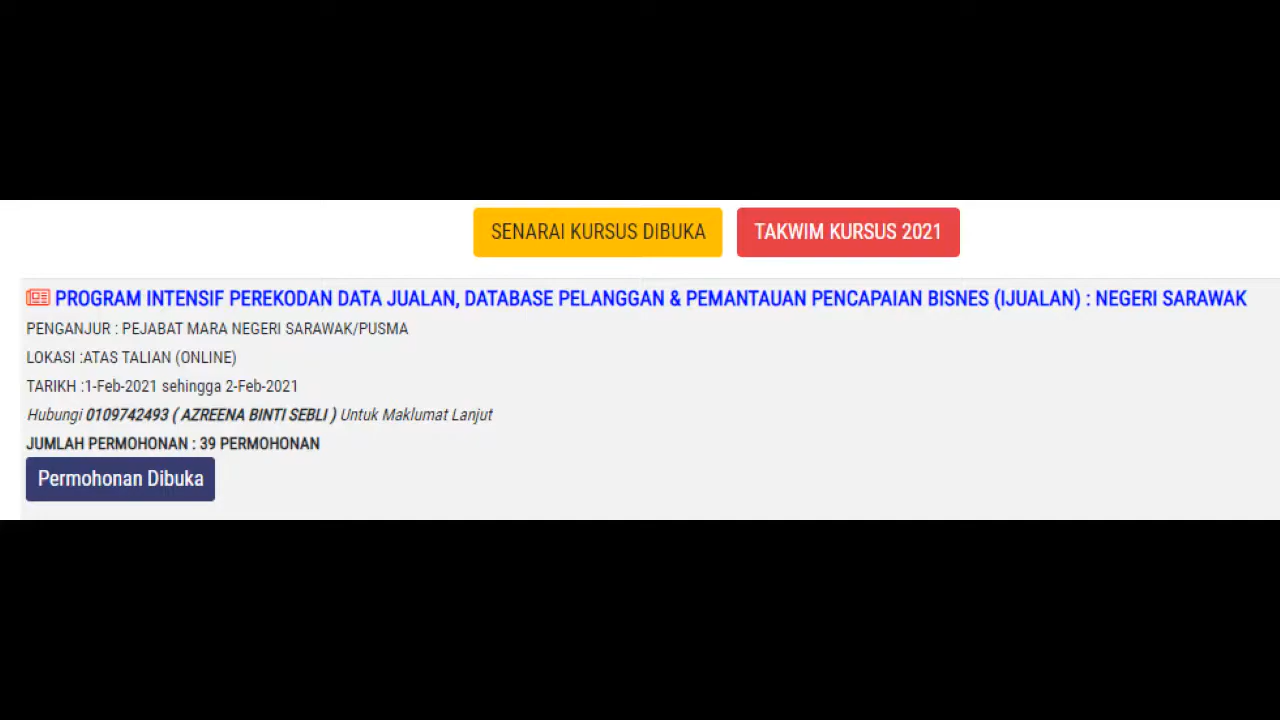 SENARAI KURSUS DIBUKA
TAKWIM KURSUS 2021
PROGRAM INTENSIF PEREKODAN DATA JUALAN, DATABASE PELANGGAN & PEMANTAUAN PENCAPAIAN BISNES (IJUALAN) : NEGERI SARAWAK
PENGANJUR : PEJABAT MARA NEGERI SARAWAK/PUSMA
LOKASI :ATAS TALIAN (ONLINE)
TARIKH :1-Feb-2021 sehingga 2-Feb-2021
Hubungi 0109742493 ( AZREENA BINTI SEBLI ) Untuk Maklumat Lanjut
JUMLAH PERMOHONAN : 39 PERMOHONAN
Permohonan Dibuka